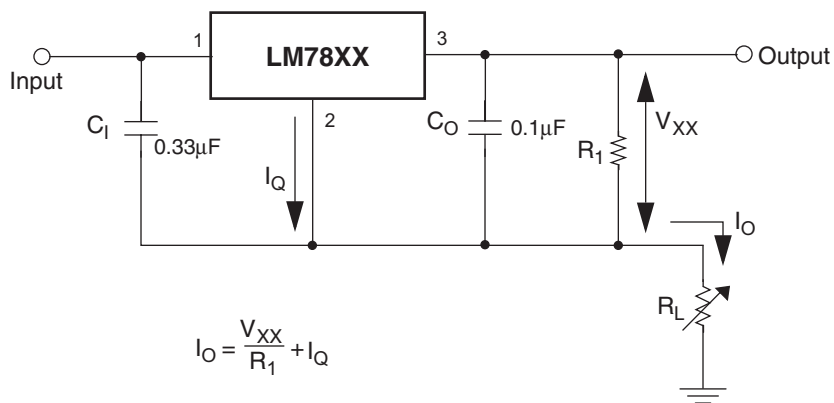 1
LM78XX
3
Input
Output
C_I
0.33μF
2
I_Q
C_O
0.1μF
R_1
V_XX
I_O
R_L
I_O = V_XX / R_1 + I_Q